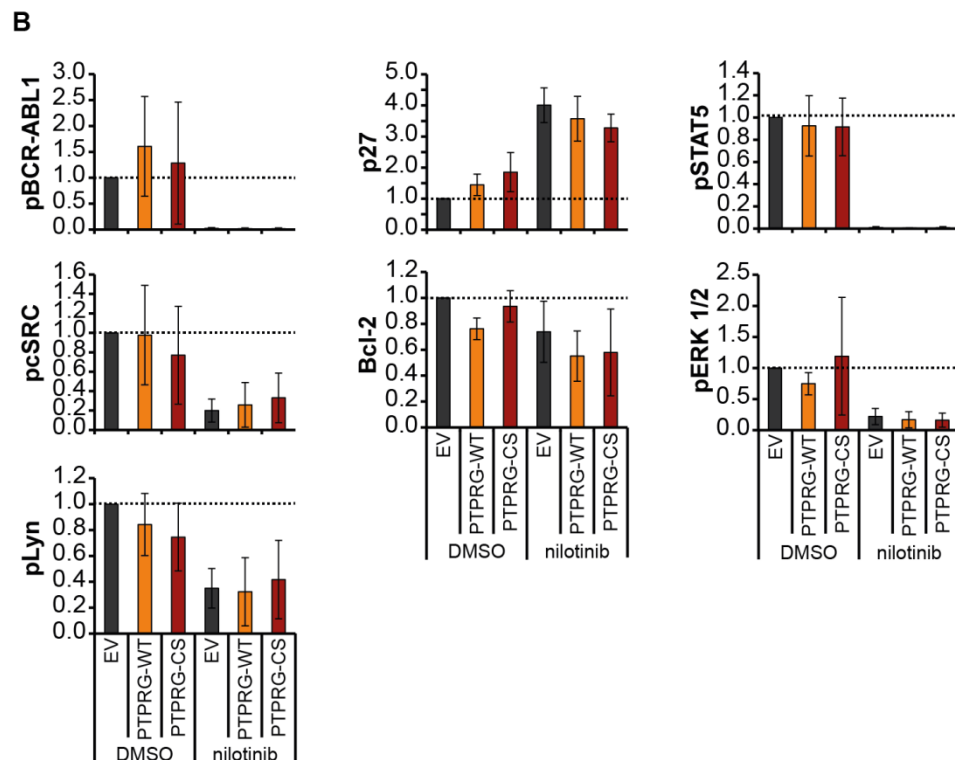 B
pBCR-ABL1
3.0
2.5
2.0
1.5
1.0
0.5
0.0
p27
5.0
4.0
3.0
2.0
1.0
0.0
pSTAT5
1.4
1.2
1.0
0.8
0.6
0.4
0.2
0.0
pcSRC
1.6
1.4
1.2
1.0
0.8
0.6
0.4
0.2
0.0
Bcl-2
1.2
1.0
0.8
0.6
0.4
0.2
0.0
EV
PTPRG-WT
PTPRG-CS
EV
PTPRG-WT
PTPRG-CS
DMSO
nilotinib
pERK 1/2
2.5
2.0
1.5
1.0
0.5
0.0
EV
PTPRG-WT
PTPRG-CS
EV
PTPRG-WT
PTPRG-CS
DMSO
nilotinib
pLyn
1.2
1.0
0.8
0.6
0.4
0.2
0.0
EV
PTPRG-WT
PTPRG-CS
EV
PTPRG-WT
PTPRG-CS
DMSO
nilotinib